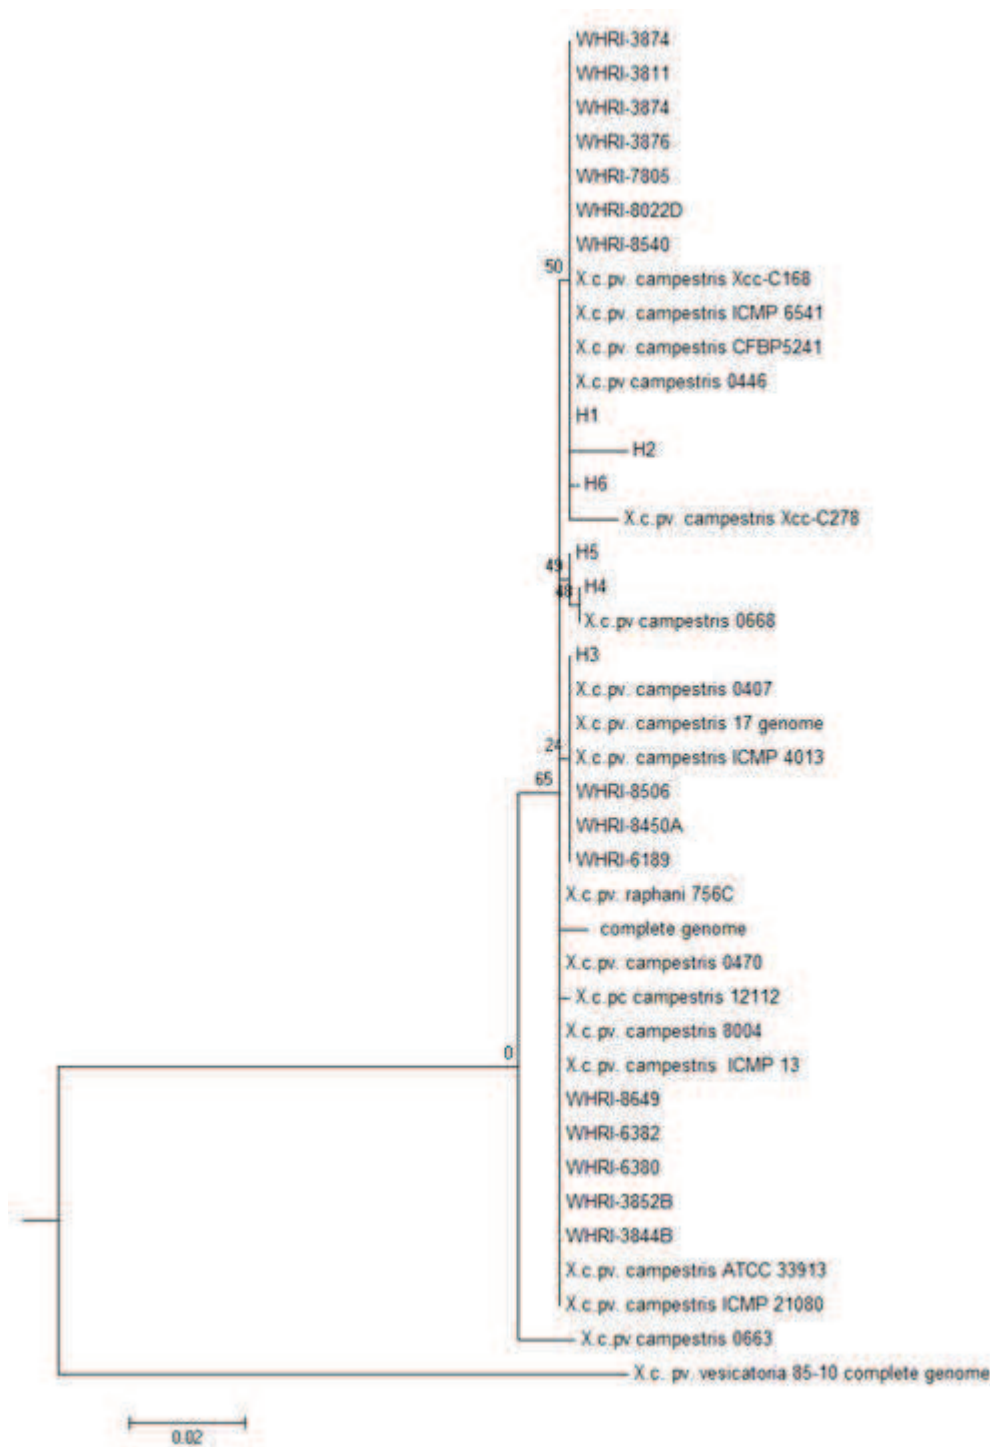 WHRI-3874
WHRI-3811
WHRI-3874
WHRI-3876
WHRI-7805
WHRI-8022D
WHRI-8540
50
X.c.pv. campestris Xcc-C168
X.c.pv. campestris ICMP 6541
X.c.pv. campestris CFBP5241
X.c.pv campestris 0446
H1
H2
H6
X.c.pv. campestris Xcc-C278
H5
49
H4
48
X.c.pv campestris 0668
H3
X.c.pv. campestris 0407
X.c.pv. campestris 17 genome
24
X.c.pv. campestris ICMP 4013
65
WHRI-8506
WHRI-8450A
WHRI-6189
X.c.pv. raphani 756C
complete genome
X.c.pv. campestris 0470
X.c.pc campestris 12112
X.c.pv. campestris 8004
0
X.c.pv. campestris ICMP 13
WHRI-8649
WHRI-6382
WHRI-6380
WHRI-3852B
WHRI-3844B
X.c.pv. campestris ATCC 33913
X.c.pv. campestris ICMP 21080
X.c.pv campestris 0663
X.c. pv. vesicatoria 85-10 complete genome
0.02